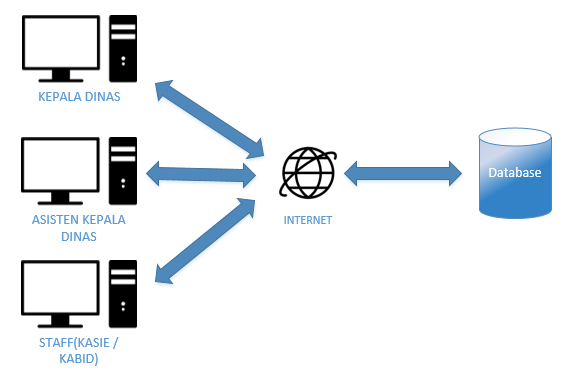 KEPALA DINAS
ASISTEN KEPALA
DINAS
STAFF(KASIE /
KABID)
INTERNET
Database